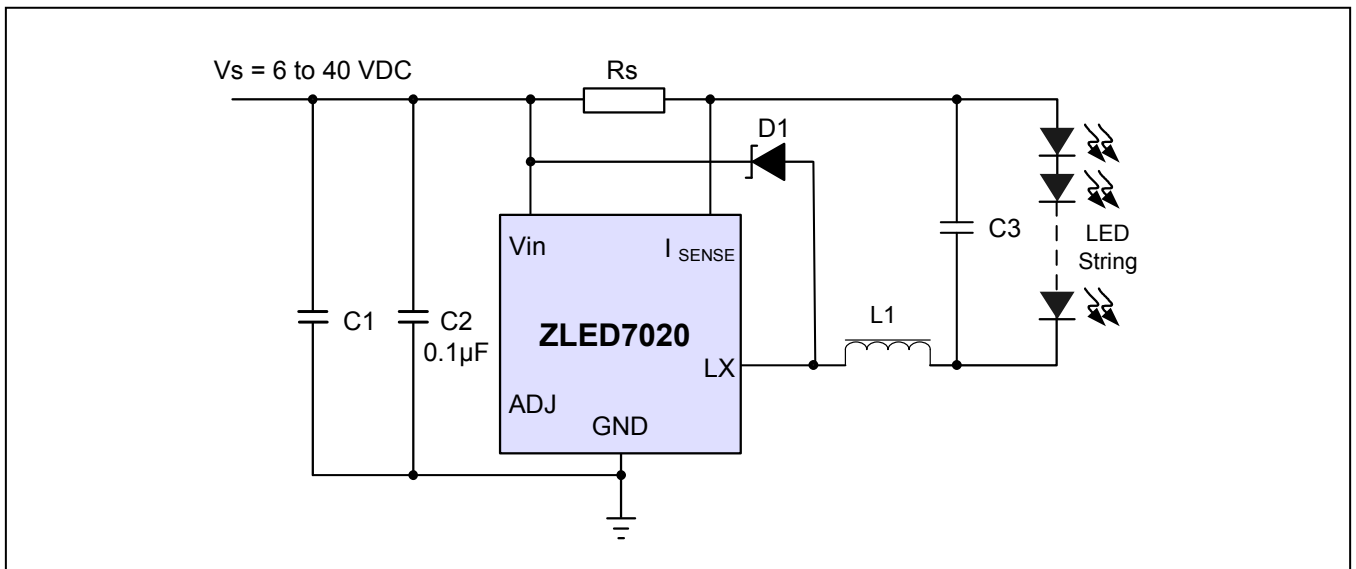 Vs = 6 to 40 VDC
Rs
D1
Vin
I SENSE
C3
LED
String
C1
C2
0.1µF
ZLED7020
L1
LX
ADJ
GND